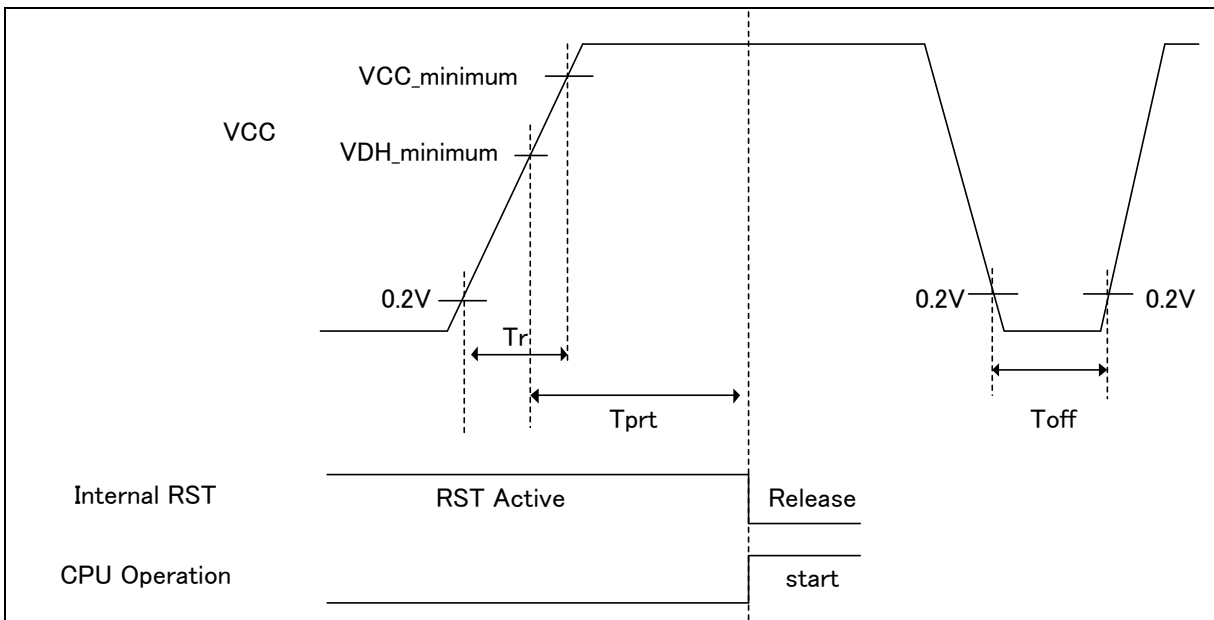 VCC_minimum
VCC
VDH_minimum
0.2V
0.2V
0.2V
Tr
Tprt
Toff
Internal RST
RST Active
Release
CPU Operation
start